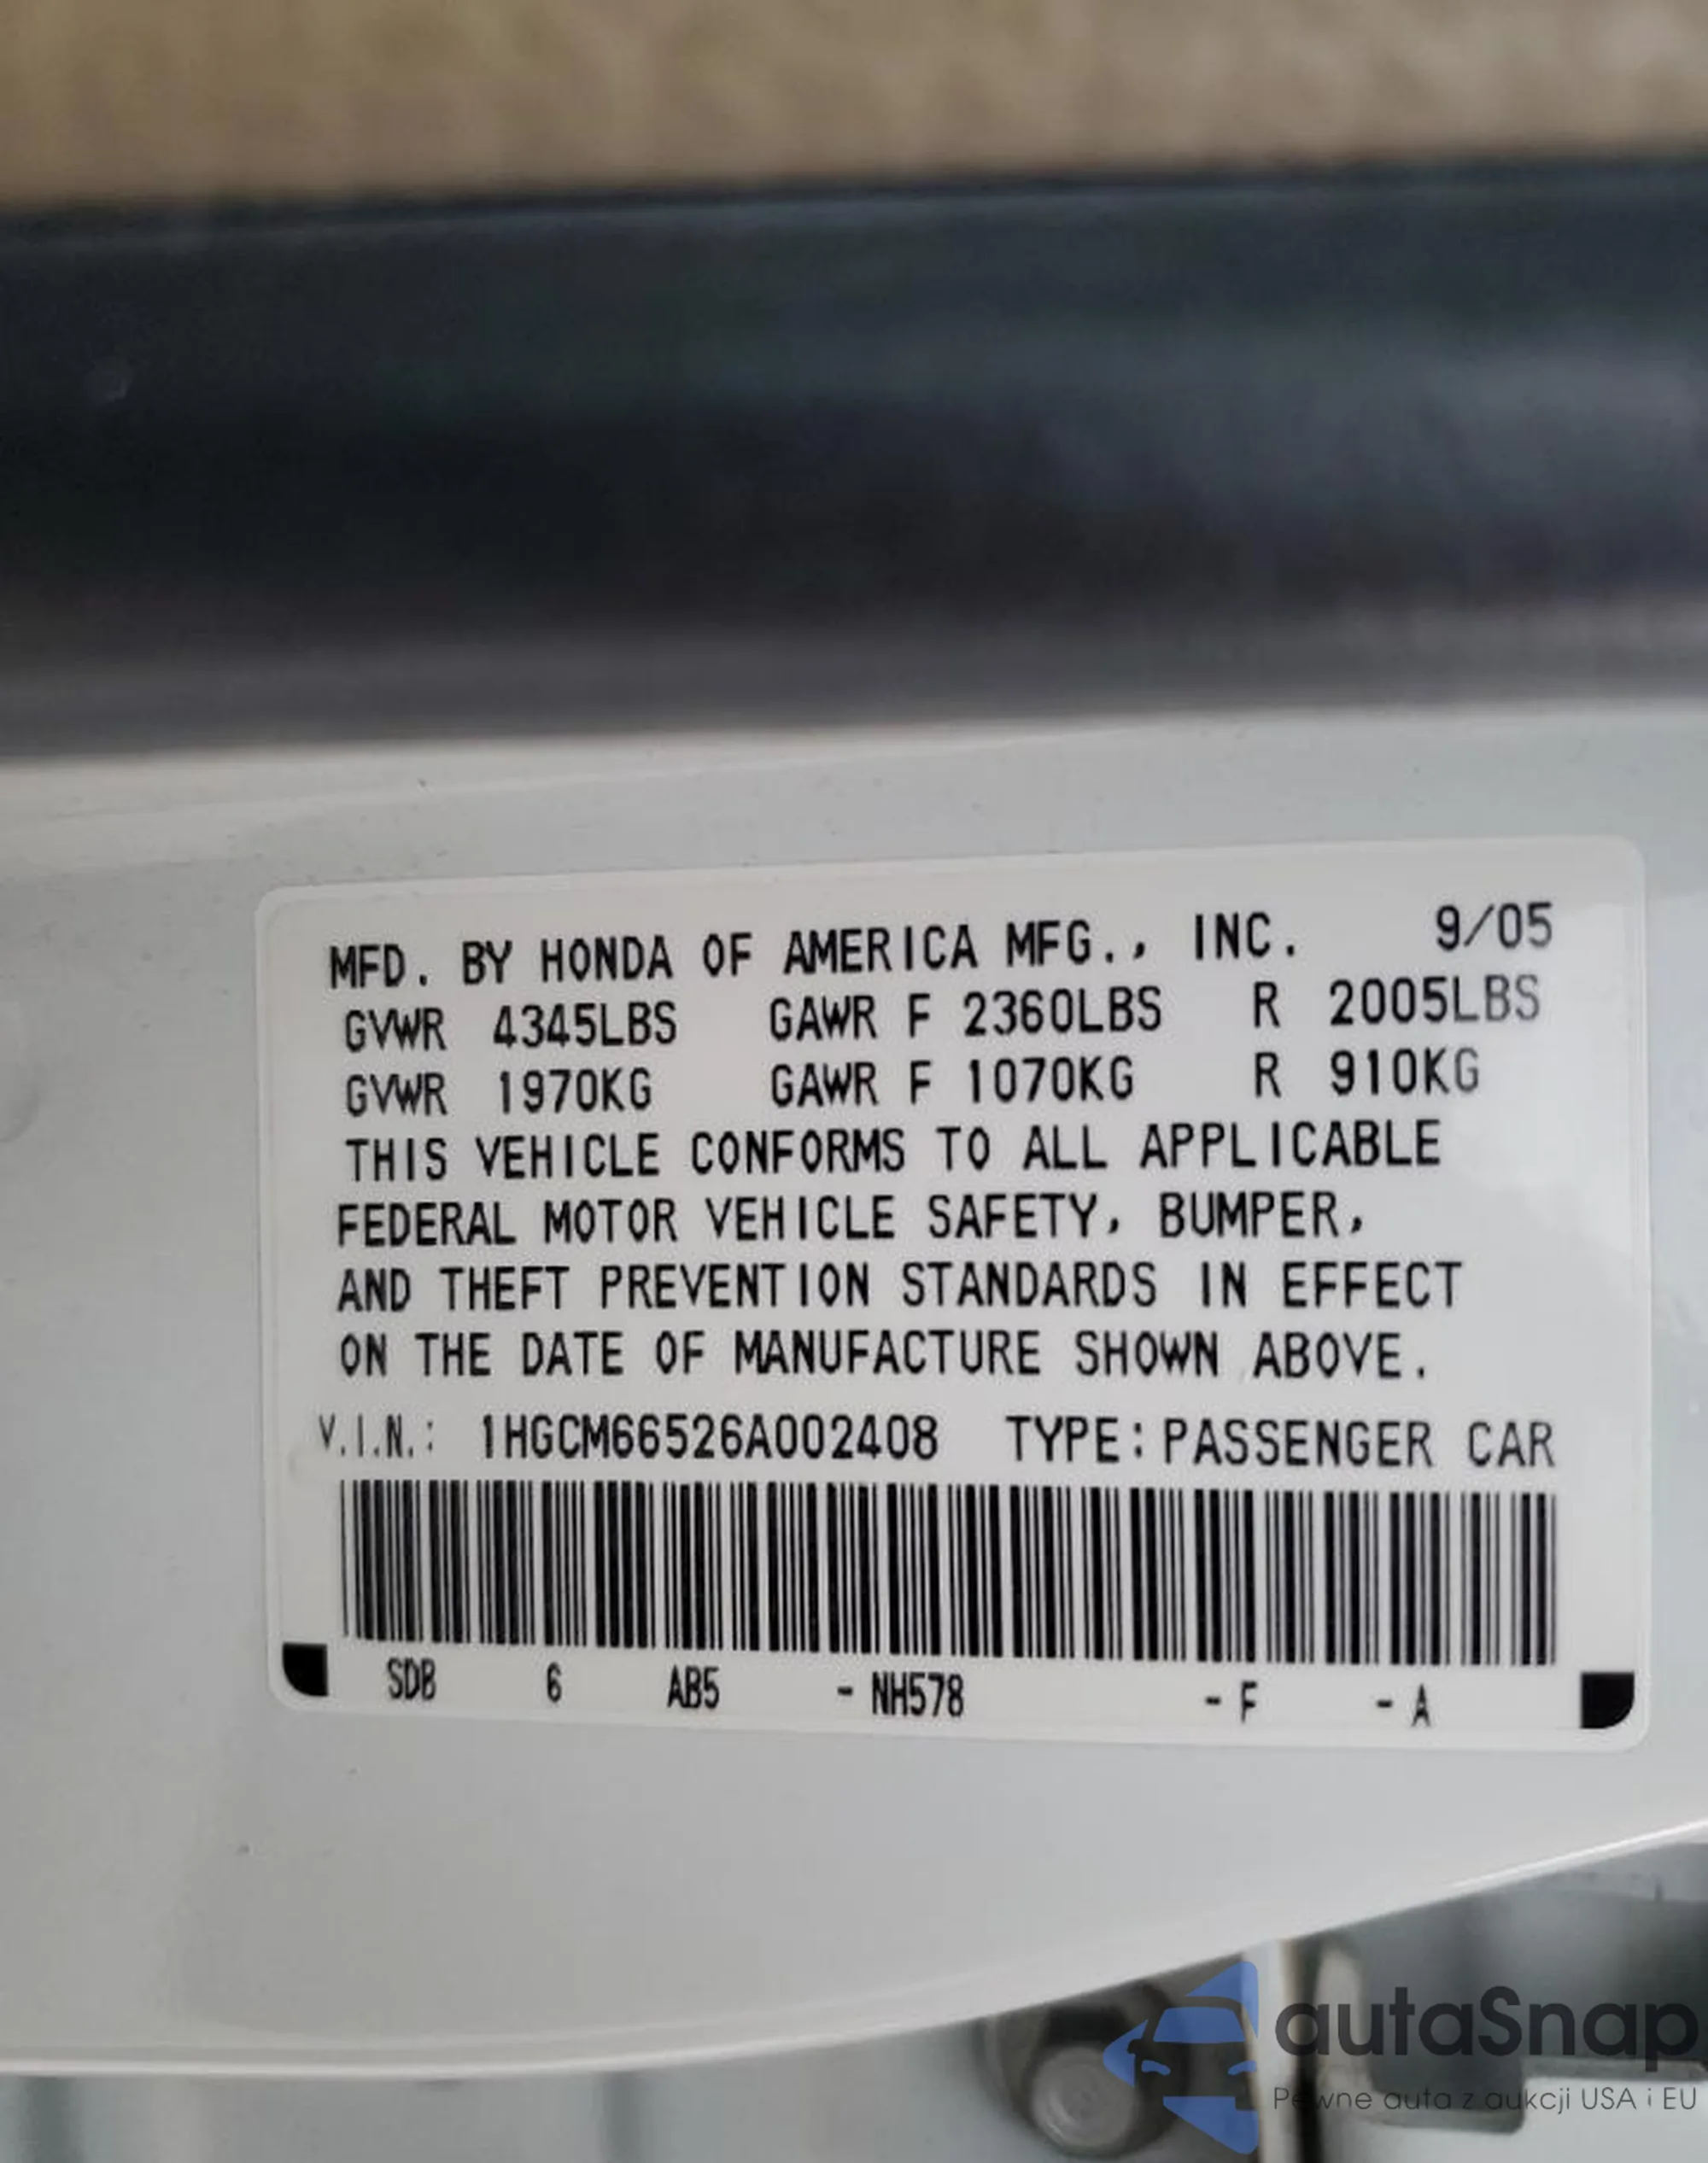 MFD. BY HONDA OF AMERICA MFG., INC. 9/05
GVWR 4345LBS GAWR F 2360LBS R 2005LBS
GVWR 1970KG GAWR F 1070KG R 910KG
THIS VEHICLE CONFORMS TO ALL APPLICABLE
FEDERAL MOTOR VEHICLE SAFETY, BUMPER,
AND THEFT PREVENTION STANDARDS IN EFFECT
ON THE DATE OF MANUFACTURE SHOWN ABOVE.
V.I.N.: 1HGCM66526A002408 TYPE:PASSENGER CAR
SDB 6 AB5 - NH578 - F - A
autaSnap
Pewne auta z aukcji USA i EU